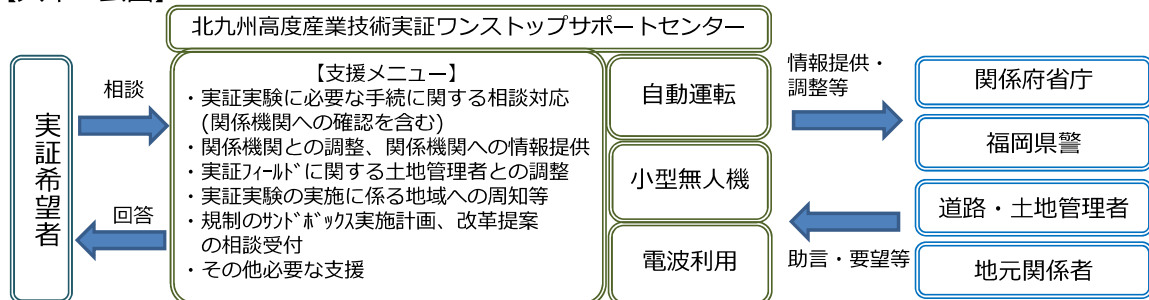 北九州高度産業技術実証ワンストップサポートセンター
実証希望者
相談
回答
【支援メニュー】
・実証実験に必要な手続に関する相談対応
(関係機関への確認を含む)
・関係機関との調整、関係機関への情報提供
・実証ﾌｨｰﾙﾄﾞに関する土地管理者との調整
・実証実験の実施に係る地域への周知等
・規制のｻﾝﾄﾞﾎﾞｯｸｽ実施計画、改革提案
の相談受付
・その他必要な支援
自動運転
小型無人機
電波利用
情報提供・
調整等
助言・要望等
関係府省庁
福岡県警
道路・土地管理者
地元関係者